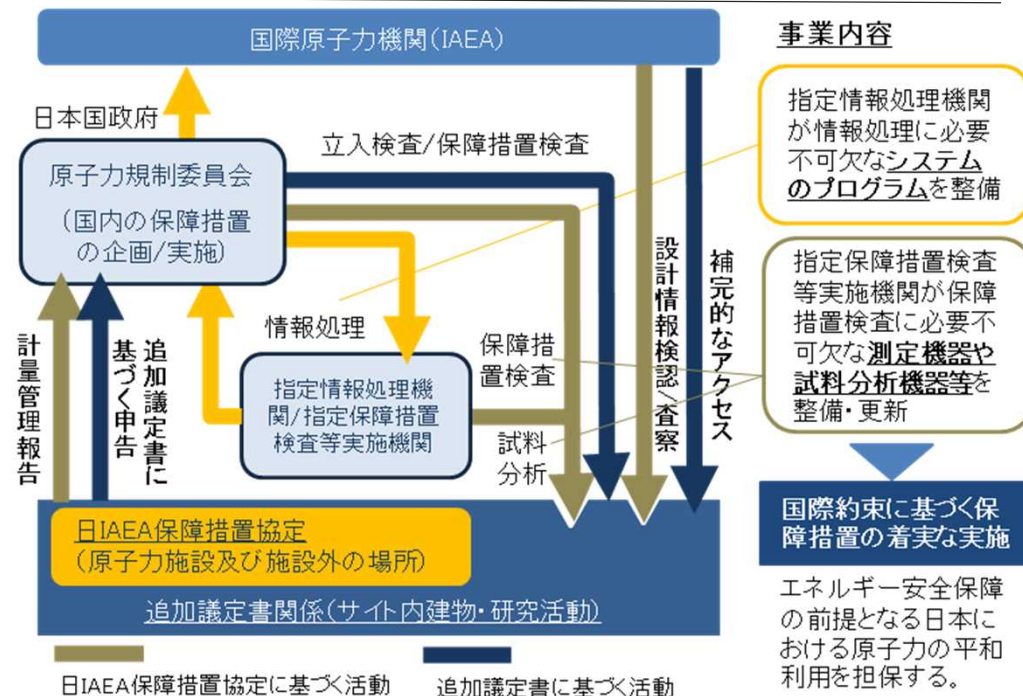 国際原子力機関(IAEA)
日本国政府
原子力規制委員会
(国内の保障措置
の企画/実施)
立入検査/保障措置検査
情報処理
指定情報処理機
関/指定保障措置
検査等実施機関
保障措
置検査
試料
分析
計量管理報告
追加議定書に
基づく申告
設計情報検認/査察
補完的なアクセス
日IAEA保障措置協定
(原子力施設及び施設外の場所)
追加議定書関係(サイト内建物・研究活動)
日IAEA保障措置協定に基づく活動
追加議定書に基づく活動
事業内容
指定情報処理機関
が情報処理に必要
不可欠なシステム
のプログラムを整備
指定保障措置検査
等実施機関が保障
措置検査に必要不
可欠な測定機器や
試料分析機器等を
整備・更新
国際約束に基づく保
障措置の着実な実施
エネルギー安全保障
の前提となる日本に
おける原子力の平和
利用を担保する。